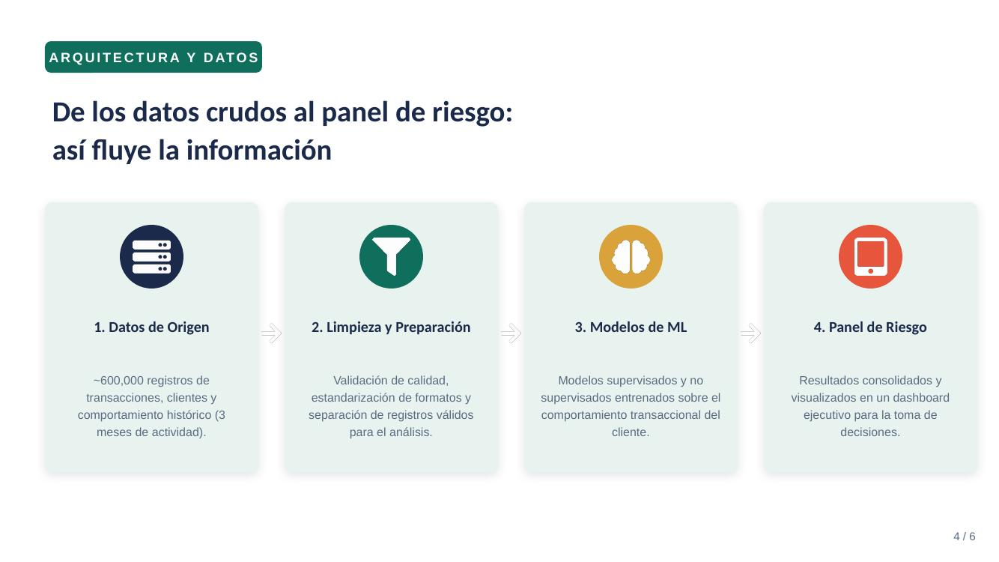 ARQUITECTURA Y DATOS
De los datos crudos al panel de riesgo:
así fluye la información
1. Datos de Origen
~600,000 registros de
transacciones, clientes y
comportamiento histórico (3
meses de actividad).
2. Limpieza y Preparación
Validación de calidad,
estandarización de formatos y
separación de registros válidos
para el análisis.
3. Modelos de ML
Modelos supervisados y no
supervisados entrenados sobre el
comportamiento transaccional del
cliente.
4. Panel de Riesgo
Resultados consolidados y
visualizados en un dashboard
ejecutivo para la toma de
decisiones.
4 / 6